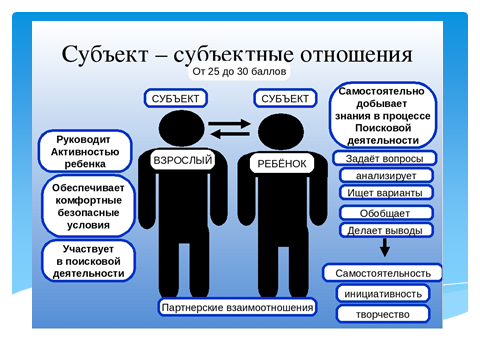 Субъект – субъектные отношения
От 25 до 30 баллов
СУБЪЕКТ
СУБЪЕКТ
ВЗРОСЛЫЙ
РЕБЁНОК
Руководит
Активностью
ребенка
Обеспечивает
комфортные
безопасные
условия
Участвует
в поисковой
деятельности
Самостоятельно
добывает
знания в процессе
Поисковой
деятельности
Задаёт вопросы
анализирует
Ищет варианты
Обобщает
Делает выводы
Самостоятельность
инициативность
творчество
Партнерские взаимоотношения